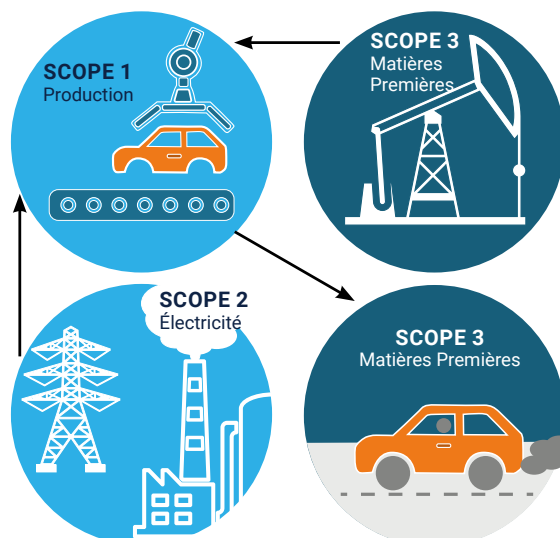 SCOPE 1
Production
SCOPE 3
Matières
Premières
SCOPE 2
Électricité
SCOPE 3
Matières Premières